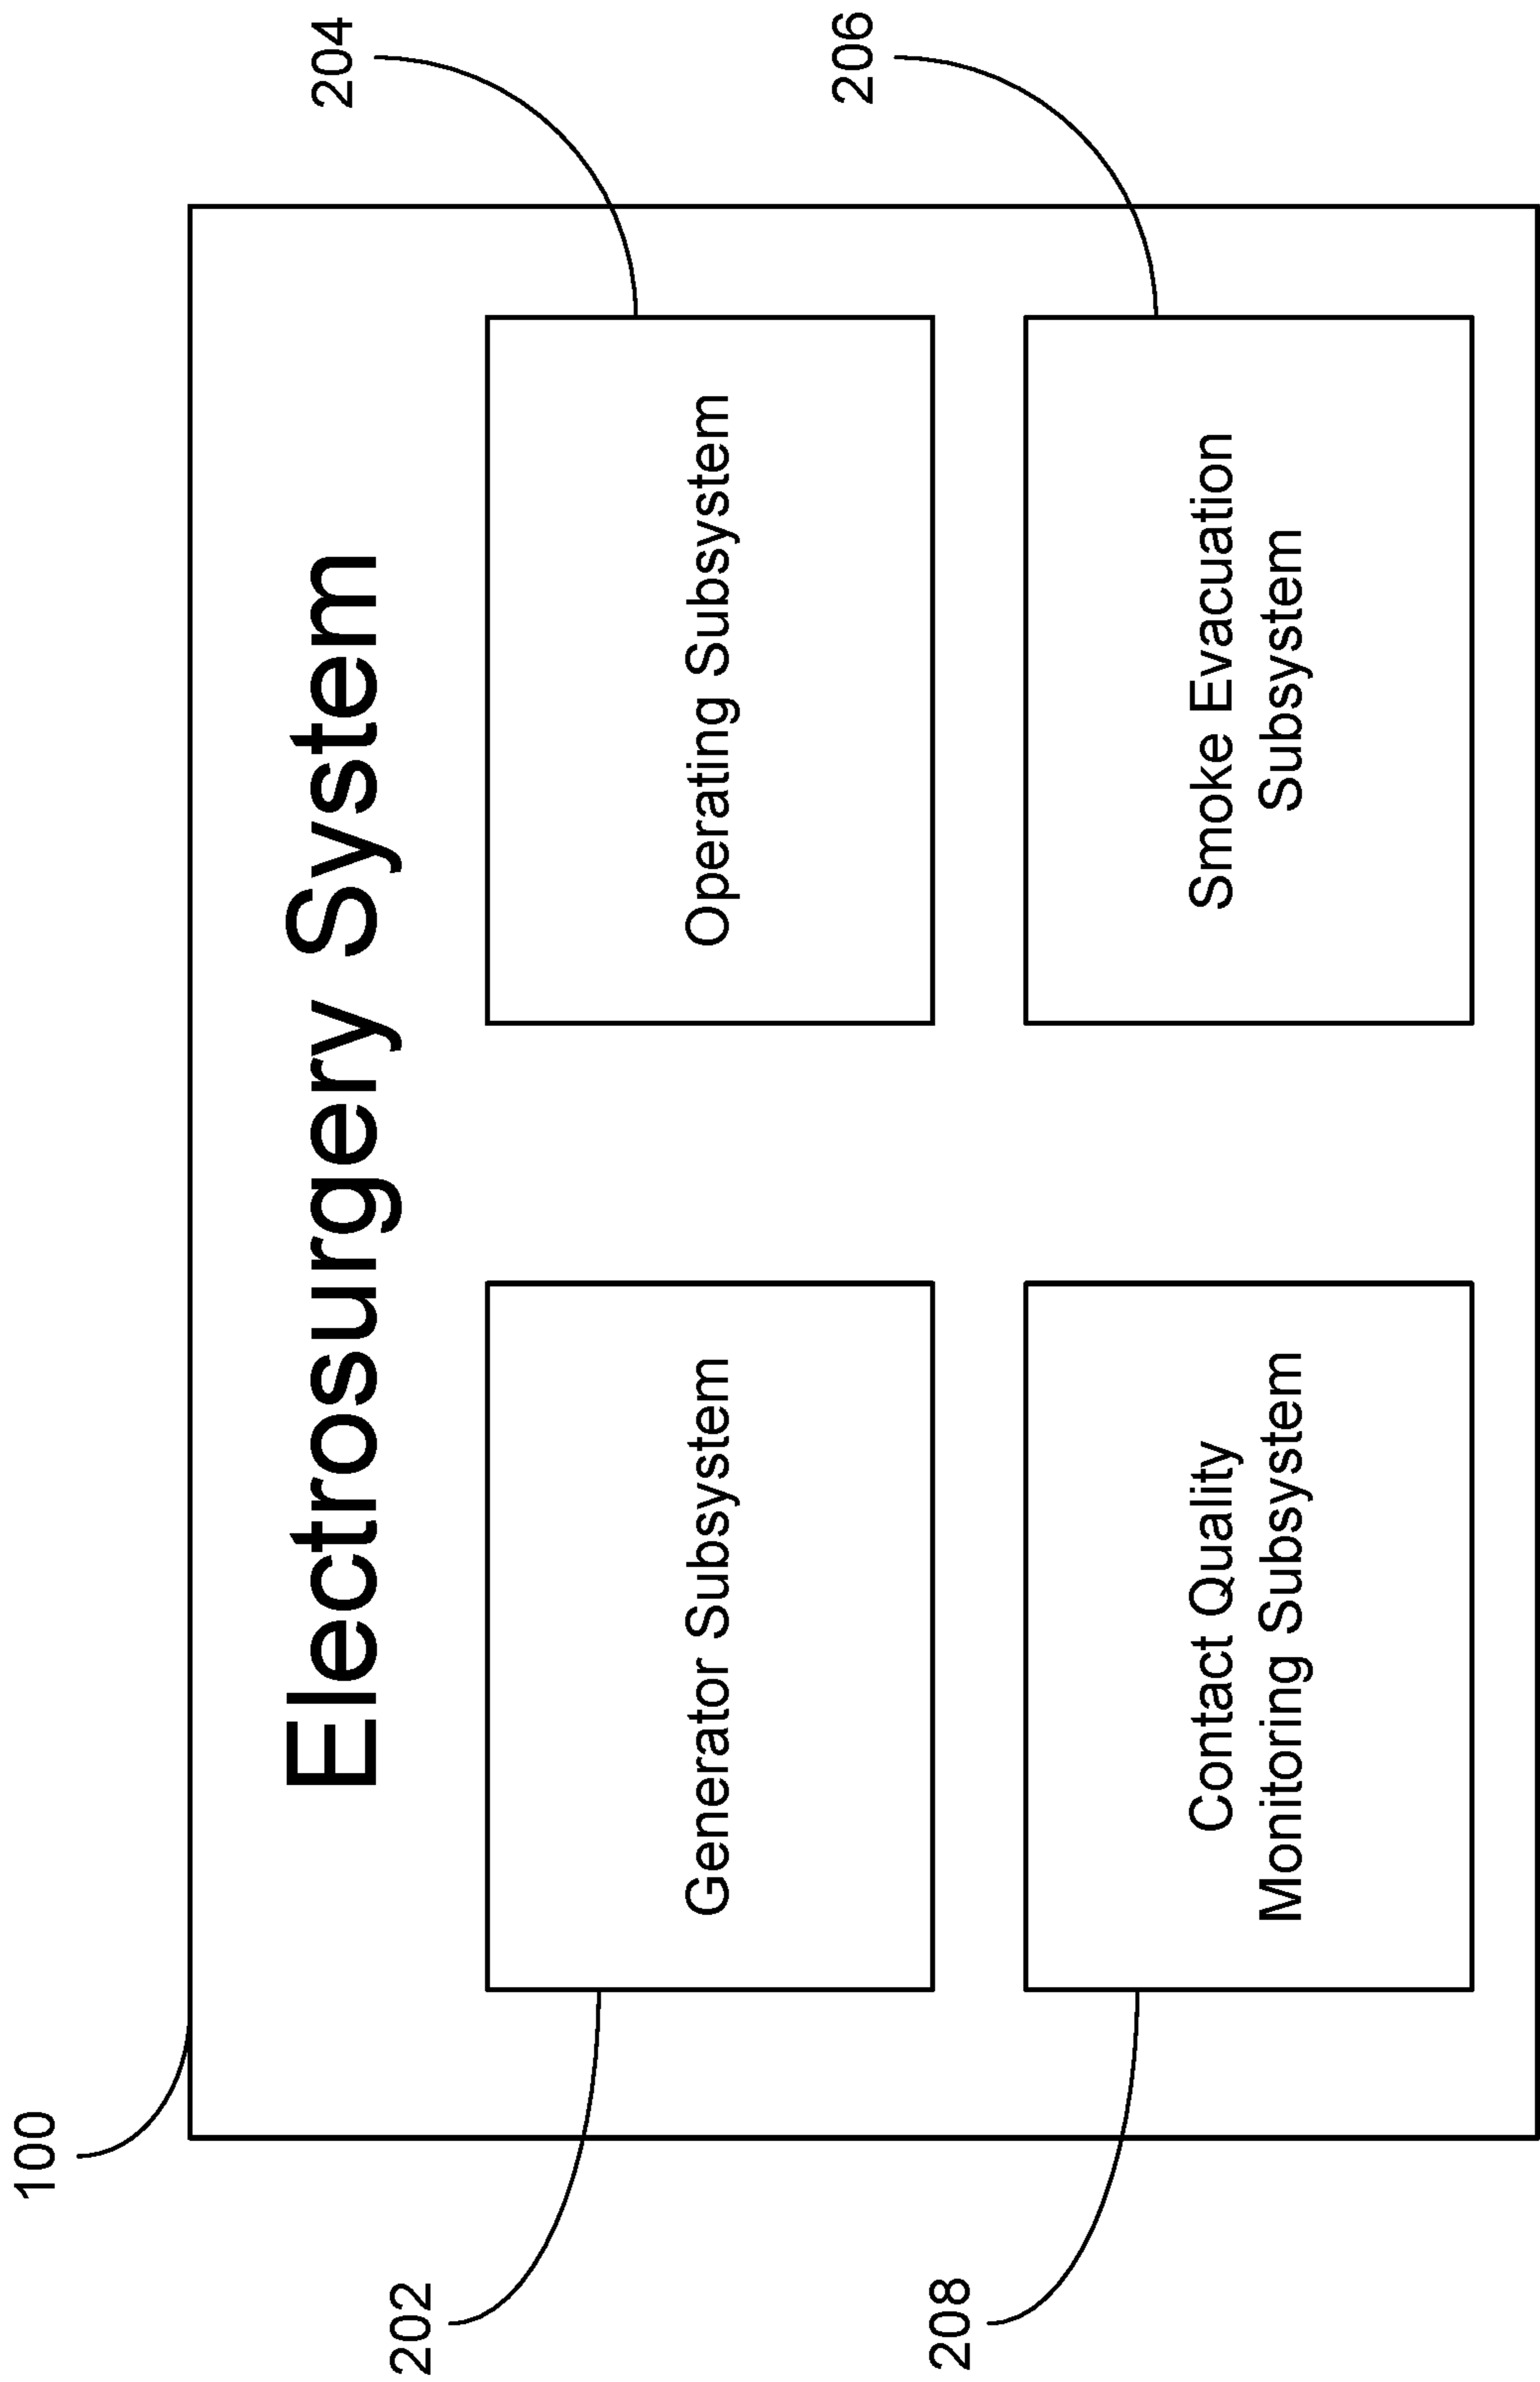 100
Electrosurgery System
202
Generator Subsystem
204
Operating Subsystem
208
Contact Quality
Monitoring Subsystem
206
Smoke Evacuation
Subsystem